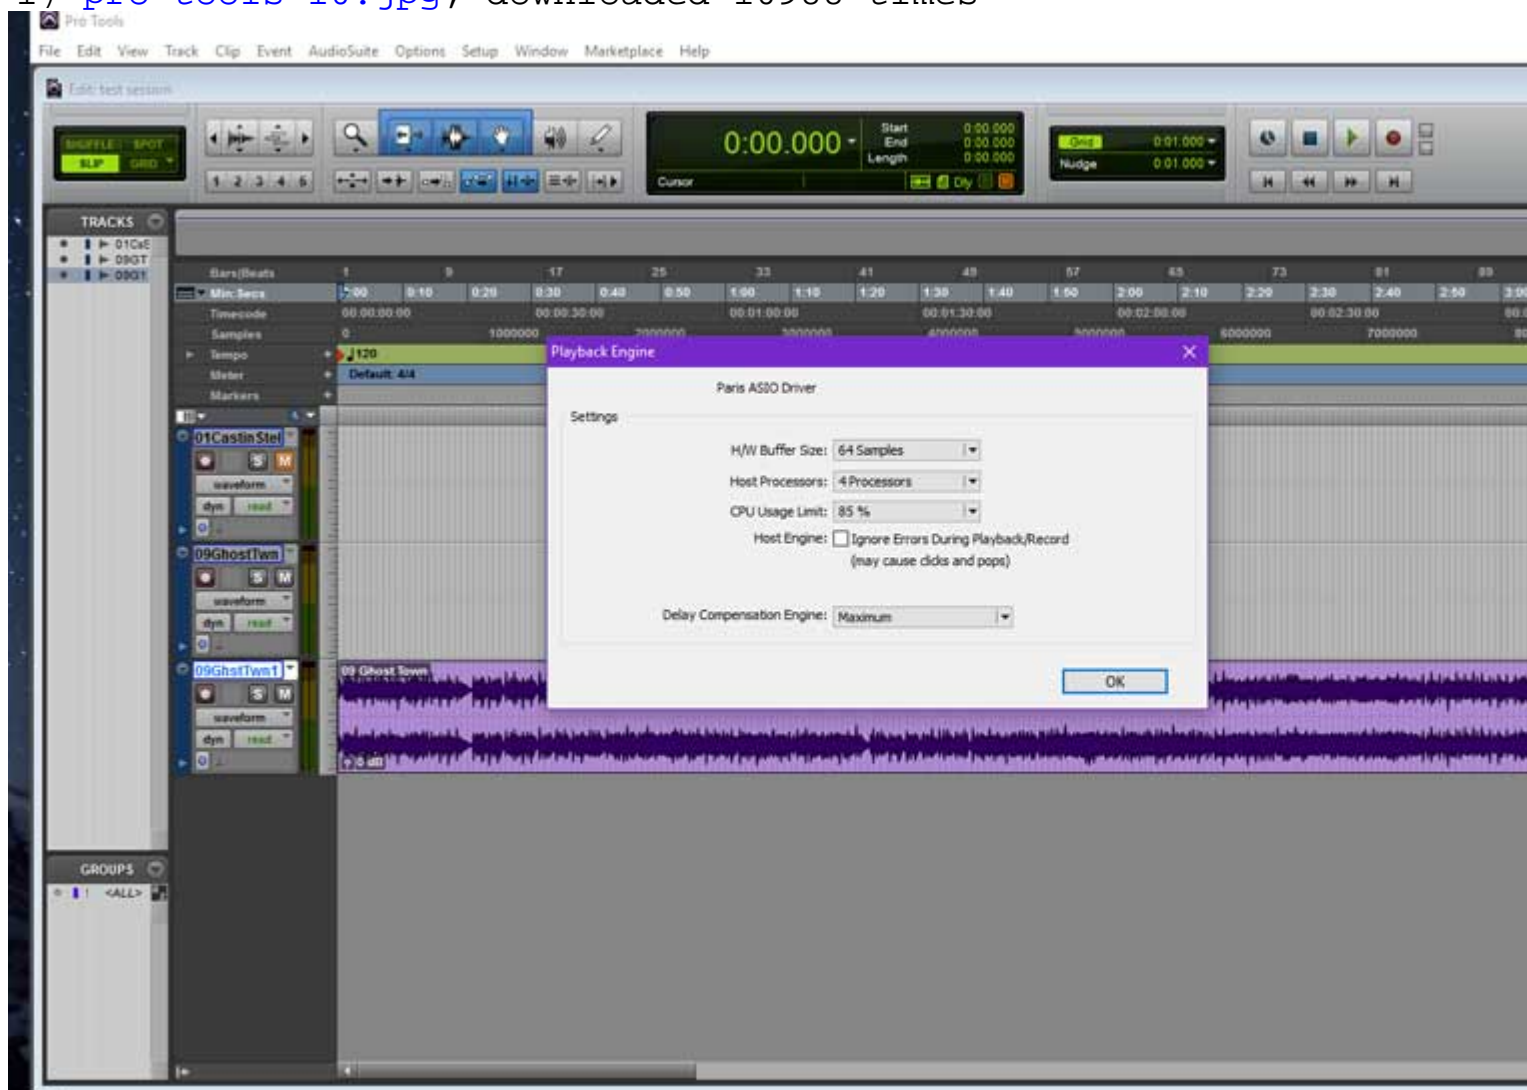 Pro Tools
File Edit View Track Clip Event AudioSuite Options Setup Window Marketplace Help
Edit: test session
SHUFFLE SPOT
SLIP GRID
1 2 3 4 5
0:00.000
Start 0:00.000
End 0:00.000
Length 0:00.000
Cursor
Dly
Grid 0:01.000
Nudge 0:01.000
TRACKS
09GT
Bars|Beats 1 9 17 25 33 41 49 57 65 73 81 89
Min:Secs 0:10 0:20 0:30 0:40 0:50 1:00 1:10 1:20 1:30 1:40 1:50 2:00 2:10 2:20 2:30 2:40 2:50
Timecode 00:00:00:00 00:00:30:00 00:01:00:00 00:01:30:00 00:02:00:00 00:02:30:00
Samples 0 1000000 2000000 3000000 4000000 5000000 6000000 7000000
Tempo 120
Meter Default: 4/4
Markers
Playback Engine
Paris ASIO Driver
Settings
H/W Buffer Size: 64 Samples
Host Processors: 4 Processors
CPU Usage Limit: 85 %
Host Engine: Ignore Errors During Playback/Record
(may cause clicks and pops)
Delay Compensation Engine: Maximum
OK
01CastinStel
S M
waveform
dyn read
09GhostTwn
S M
waveform
dyn read
09GhstTwn1
S M
waveform
dyn read
09 Ghost Town
0 dB
GROUPS
! <ALL>